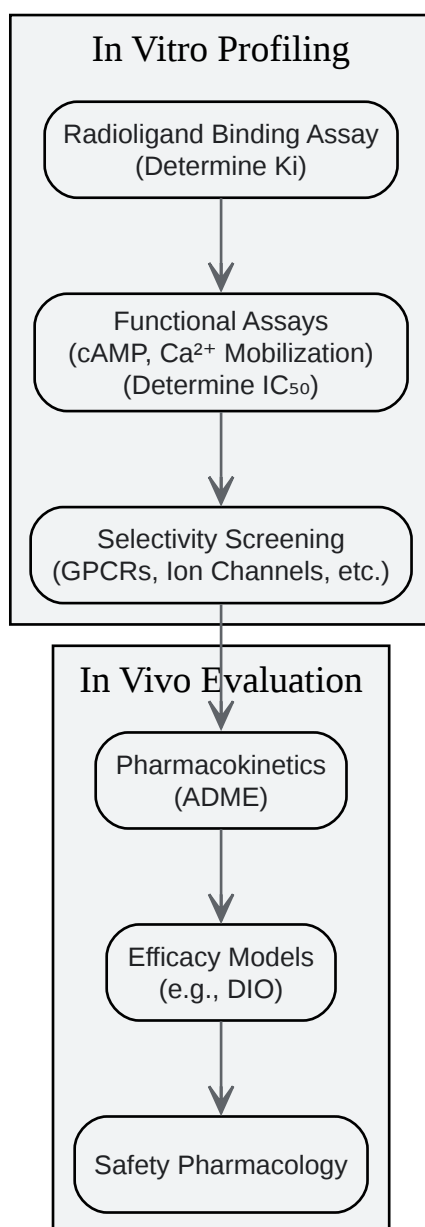 In Vitro Profiling
Radioligand Binding Assay
(Determine Ki)
Functional Assays
(cAMP, Ca²⁺ Mobilization)
(Determine IC₅₀)
Selectivity Screening
(GPCRs, Ion Channels, etc.)
In Vivo Evaluation
Pharmacokinetics
(ADME)
Efficacy Models
(e.g., DIO)
Safety Pharmacology